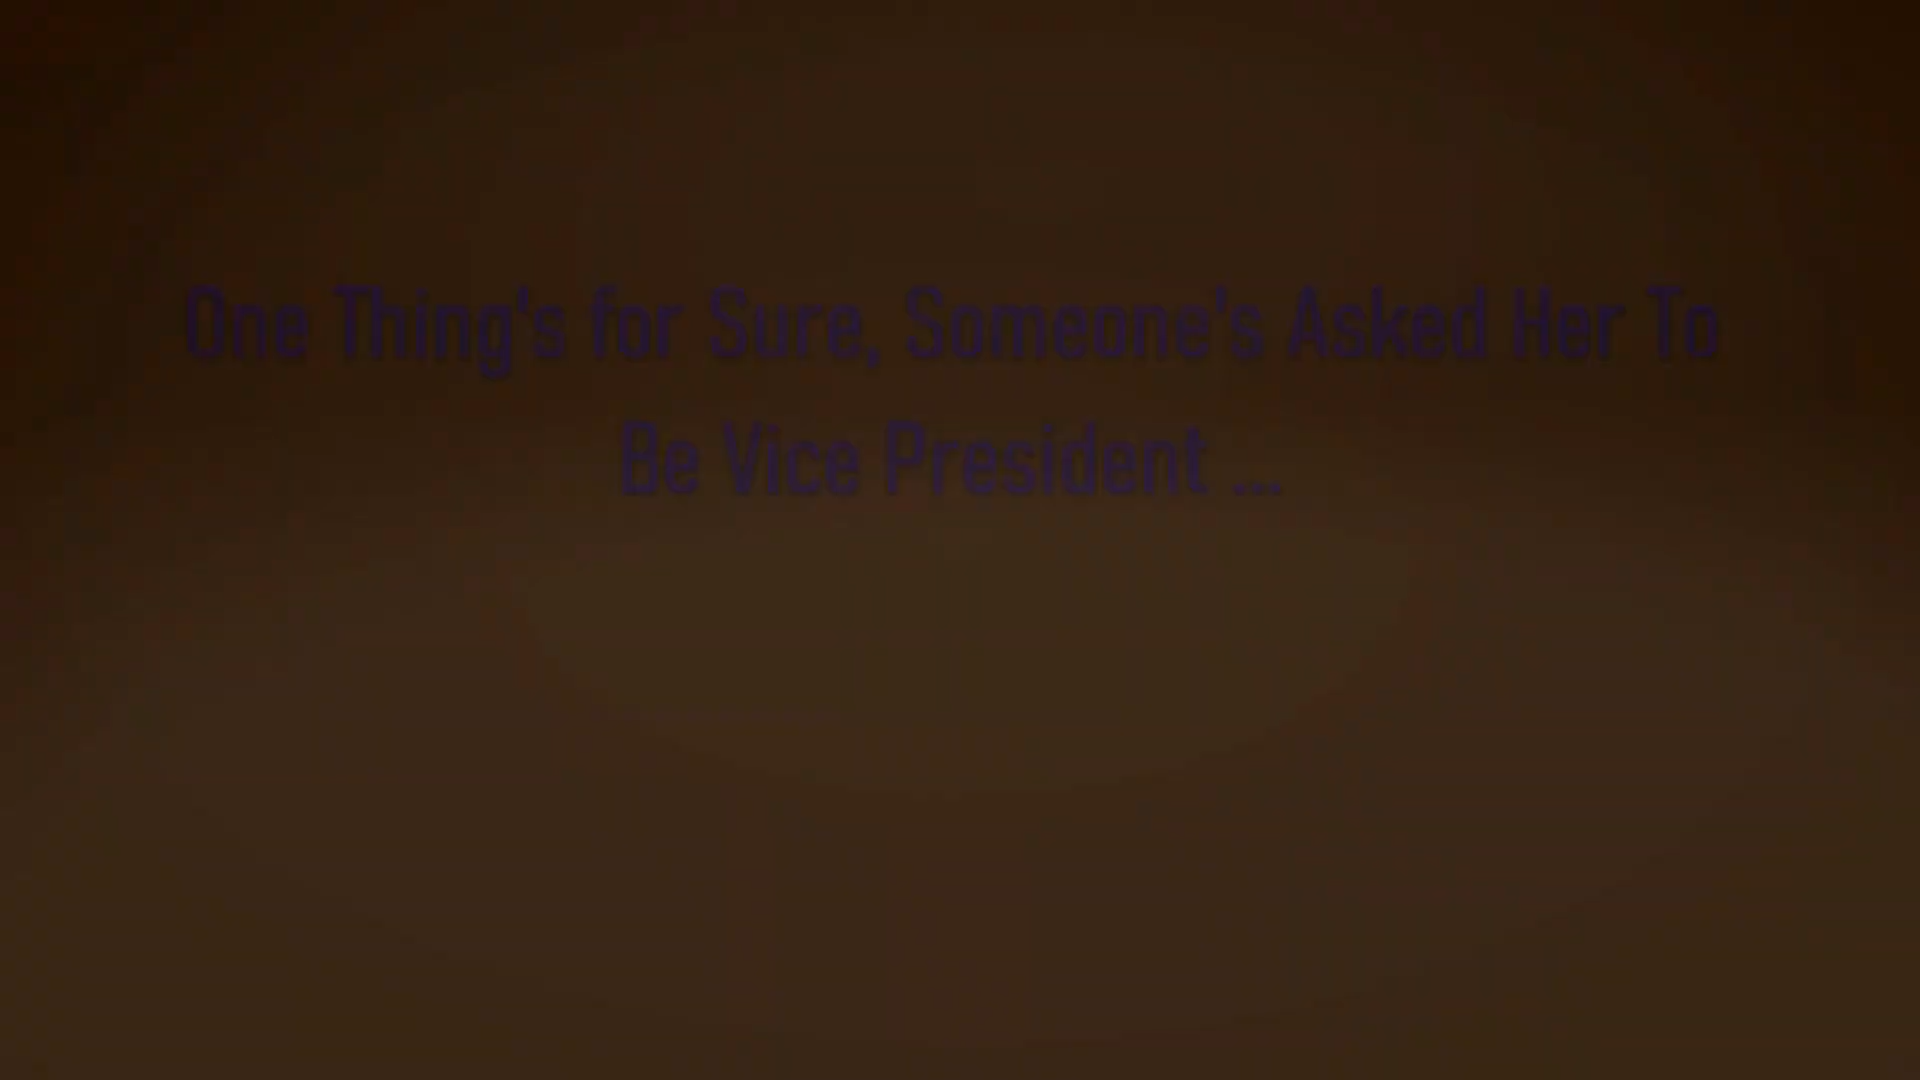 One Thing's for Sure, Someone's Asked Her To
Be Vice President ...